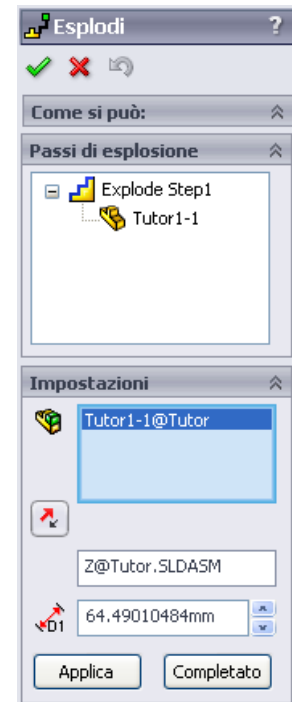 Esplodi ?
Come si può:
Passi di esplosione
Explode Step1
Tutor1-1
Impostazioni
Tutor1-1@Tutor
Z@Tutor.SLDASM
D1 64.49010484mm
Applica Completato